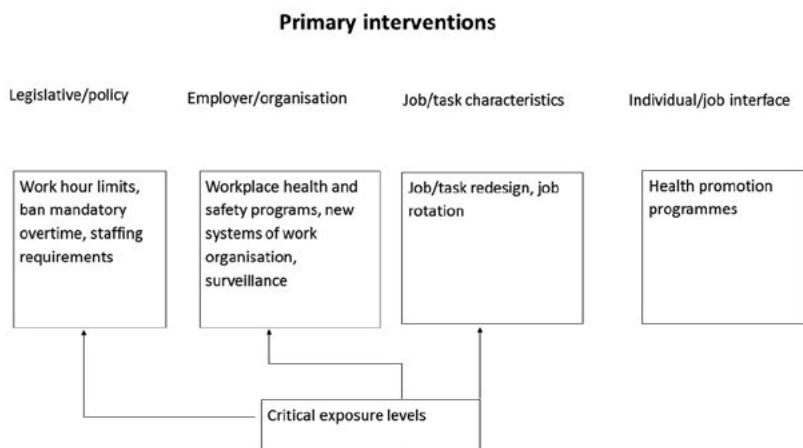 Primary interventions
Legislative/policy
Employer/organisation
Job/task characteristics
Individual/job interface
Work hour limits,
ban mandatory
overtime, staffing
requirements
Workplace health and
safety programs, new
systems of work
organisation,
surveillance
Job/task redesign, job
rotation
Health promotion
programmes
Critical exposure levels